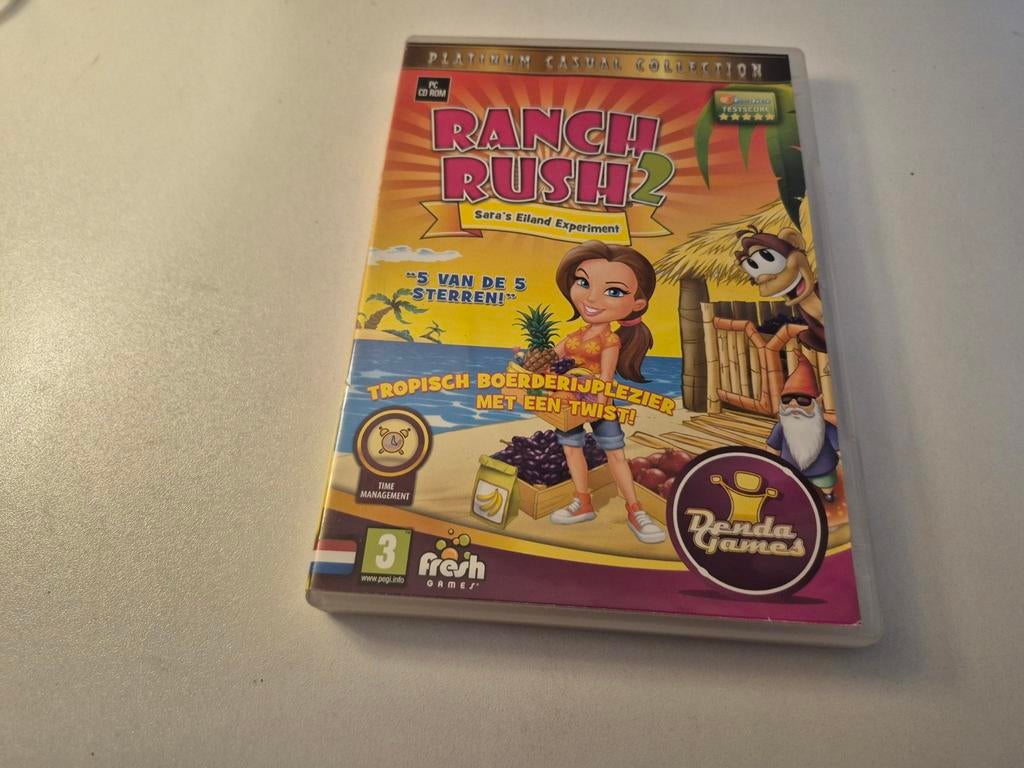 PLATINUM CASUAL COLLECTION
PC
CD ROM
TESTSCORE
RANCH
RUSH 2
Sara's Eiland Experiment
"5 VAN DE 5
STERREN!"
TROPISCH BOERDERIJPLEZIER
MET EEN TWIST!
TIME
MANAGEMENT
Denda
Games
3
www.pegi.info
fresh
GAMES